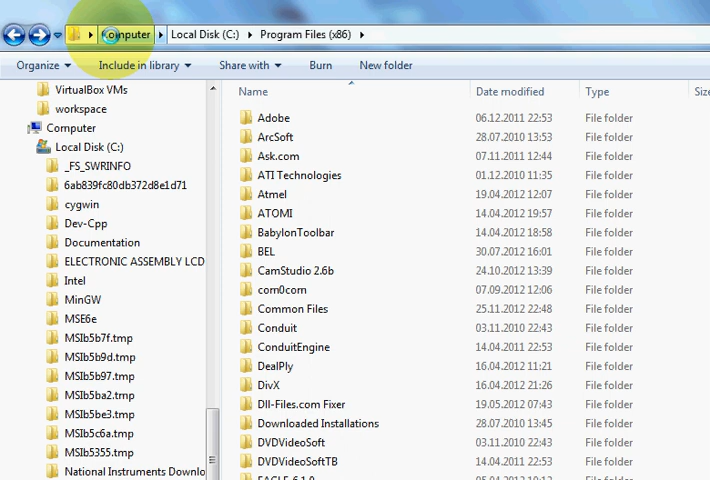 Computer Local Disk (C:) Program Files (x86)
Organize Include in library Share with Burn New folder
VirtualBox VMs
workspace
Computer
Local Disk (C:)
_FS_SWRINFO
6ab839fc80db372d8e1d71
cygwin
Dev-Cpp
Documentation
ELECTRONIC ASSEMBLY LCD
Intel
MinGW
MSE6e
MSIb5b7f.tmp
MSIb5b9d.tmp
MSIb5b97.tmp
MSIb5ba2.tmp
MSIb5be3.tmp
MSIb5c6a.tmp
MSIb5355.tmp
National Instruments Downlo
Name Date modified Type Size
Adobe 06.12.2011 22:53 File folder
ArcSoft 28.07.2010 13:53 File folder
Ask.com 07.11.2011 12:44 File folder
ATI Technologies 01.12.2010 11:35 File folder
Atmel 19.04.2012 12:07 File folder
ATOMI 14.04.2012 19:57 File folder
BabylonToolbar 14.04.2012 18:58 File folder
BEL 30.07.2012 16:01 File folder
CamStudio 2.6b 24.10.2012 13:39 File folder
com0com 07.09.2012 12:06 File folder
Common Files 25.11.2012 22:48 File folder
Conduit 03.11.2010 22:43 File folder
ConduitEngine 14.04.2011 22:53 File folder
DealPly 16.04.2012 11:21 File folder
DivX 16.04.2012 21:26 File folder
Dll-Files.com Fixer 19.05.2012 07:43 File folder
Downloaded Installations 28.07.2010 13:45 File folder
DVDVideoSoft 03.11.2010 22:43 File folder
DVDVideoSoftTB 14.04.2011 22:53 File folder